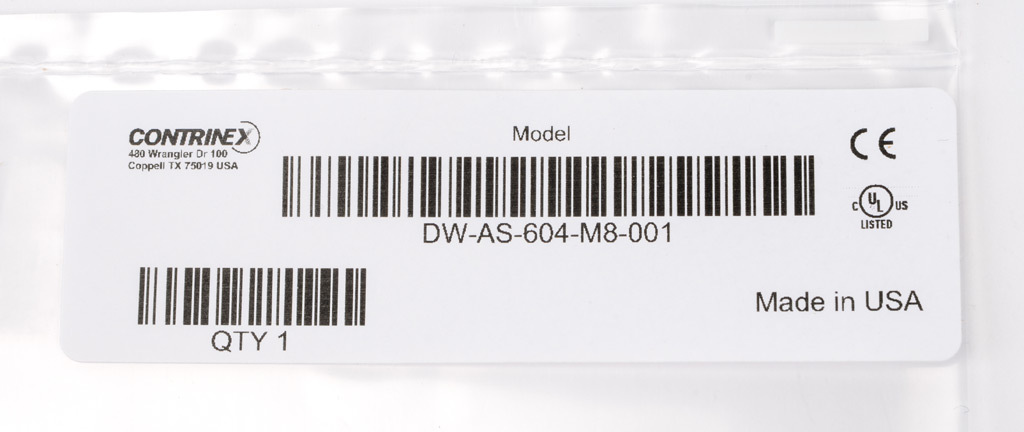 CONTRINEX
480 Wrangler Dr 100
Coppell TX 75019 USA
Model
DW-AS-604-M8-001
CE
C UL US
LISTED
QTY 1
Made in USA